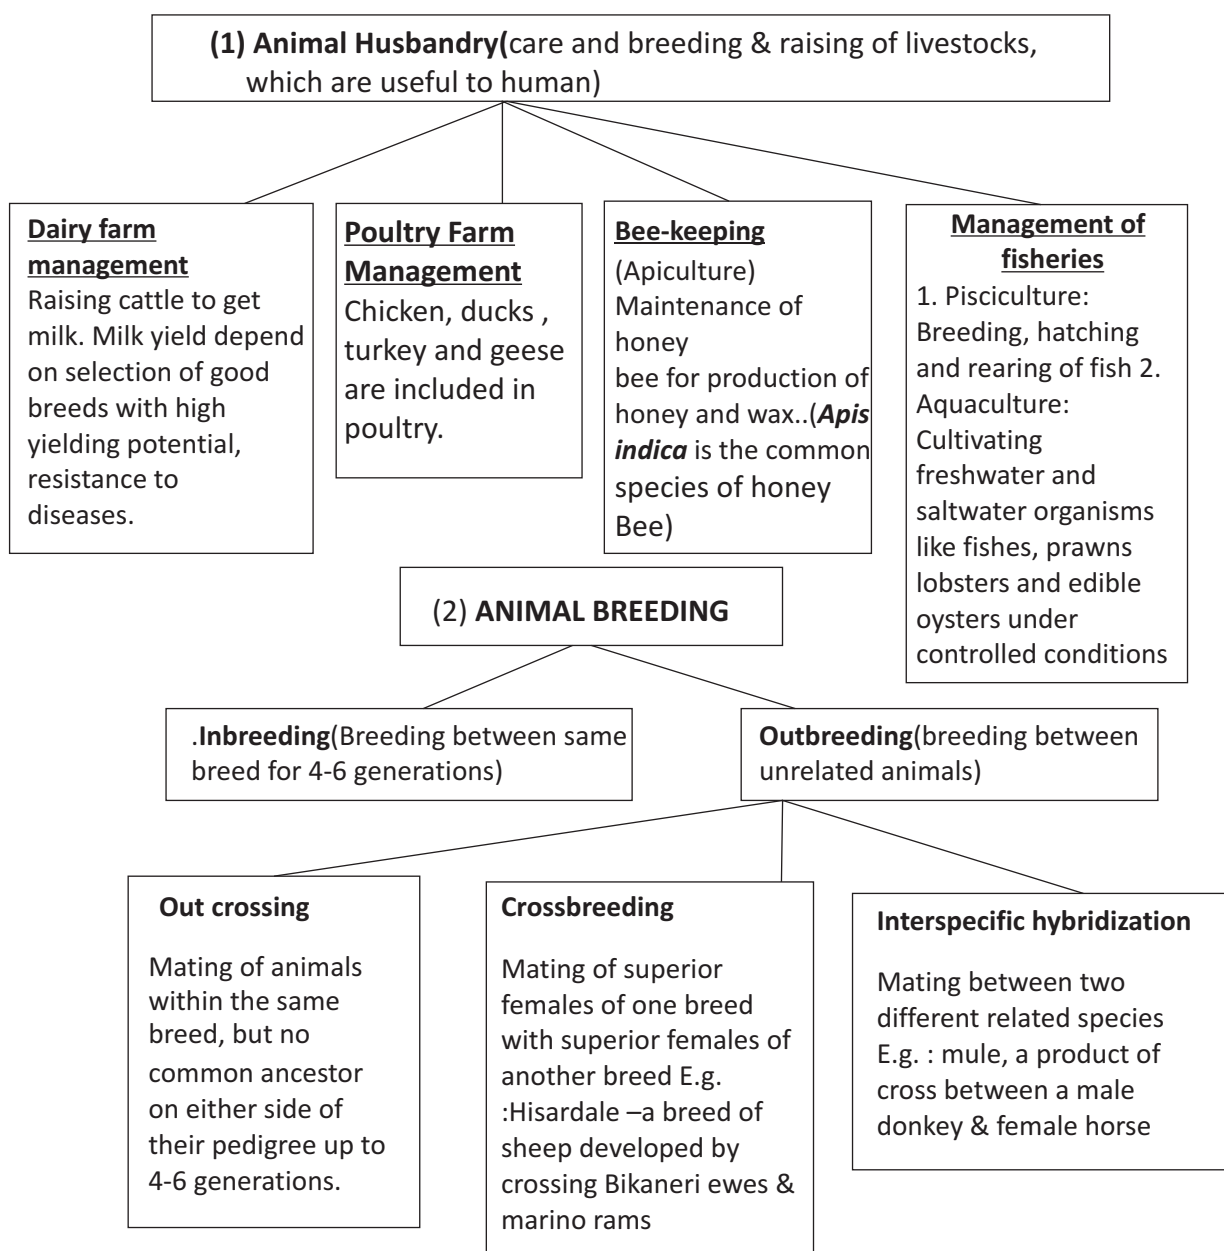 (1) Animal Husbandry(care and breeding & raising of livestocks,
which are useful to human)
Dairy farm
management
Raising cattle to get
milk. Milk yield depend
on selection of good
breeds with high
yielding potential,
resistance to
diseases.
Poultry Farm
Management
Chicken, ducks ,
turkey and geese
are included in
poultry.
Bee-keeping
(Apiculture)
Maintenance of
honey
bee for production of
honey and wax..(Apis
indica is the common
species of honey
Bee)
Management of
fisheries
1. Pisciculture:
Breeding, hatching
and rearing of fish 2.
Aquaculture:
Cultivating
freshwater and
saltwater organisms
like fishes, prawns
lobsters and edible
oysters under
controlled conditions
(2) ANIMAL BREEDING
.Inbreeding(Breeding between same
breed for 4-6 generations)
Outbreeding(breeding between
unrelated animals)
Out crossing
Mating of animals
within the same
breed, but no
common ancestor
on either side of
their pedigree up to
4-6 generations.
Crossbreeding
Mating of superior
females of one breed
with superior females of
another breed E.g.
:Hisardale –a breed of
sheep developed by
crossing Bikaneri ewes &
marino rams
Interspecific hybridization
Mating between two
different related species
E.g. : mule, a product of
cross between a male
donkey & female horse